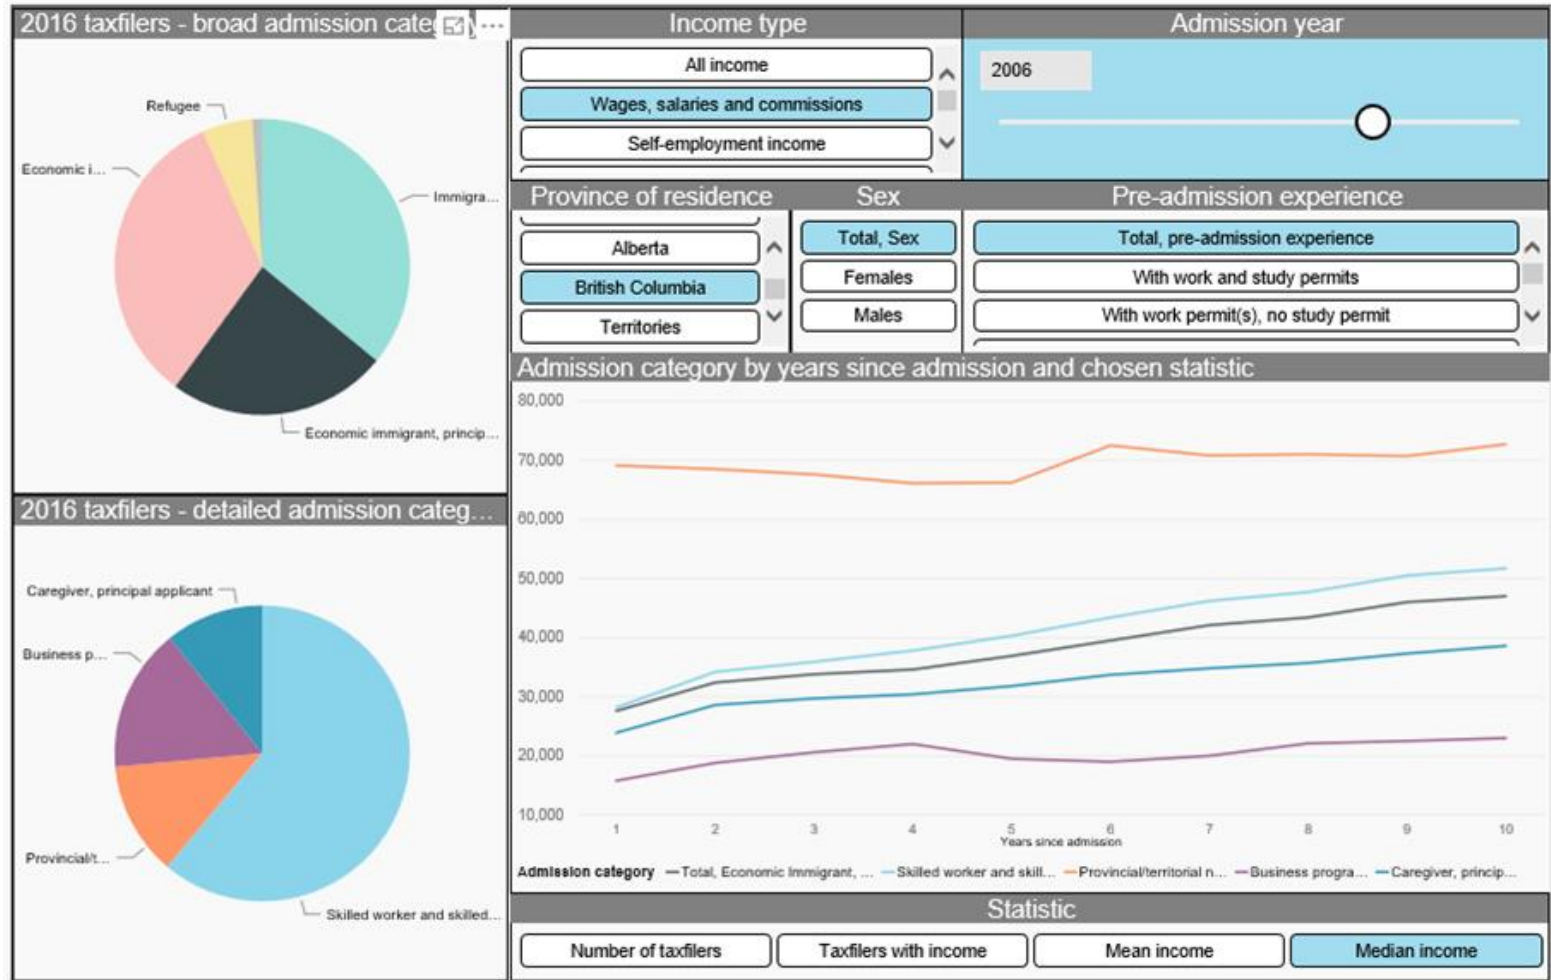 2016 taxfilers - broad admission categ y ...
Refugee
Economic i...
Immigra...
Economic immigrant, princip...
2016 taxfilers - detailed admission categ...
Caregiver, principal applicant
Business p...
Provincial/t...
Skilled worker and skilled...
Income type
All income
Wages, salaries and commissions
Self-employment income
Admission year
2006
Province of residence
Alberta
British Columbia
Territories
Sex
Total, Sex
Females
Males
Pre-admission experience
Total, pre-admission experience
With work and study permits
With work permit(s), no study permit
Admission category by years since admission and chosen statistic
80,000
70,000
60,000
50,000
40,000
30,000
20,000
10,000
1 2 3 4 5 6 7 8 9 10
Years since admission
Admission category Total, Economic Immigrant, ... Skilled worker and skill... Provincial/territorial n... Business progra... Caregiver, princip...
Statistic
Number of taxfilers Taxfilers with income Mean income Median income